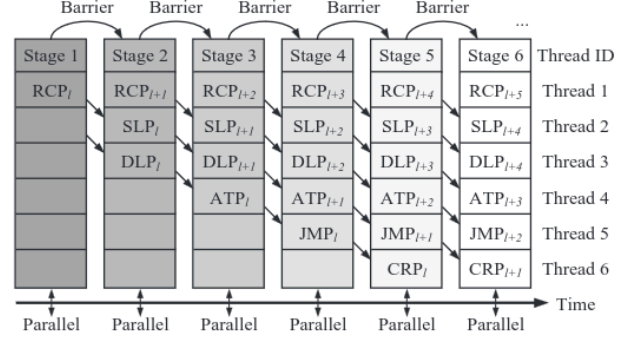 Barrier Barrier Barrier Barrier Barrier
...
Stage 1 Stage 2 Stage 3 Stage 4 Stage 5 Stage 6 Thread ID
RCPl RCPl+1 RCPl+2 RCPl+3 RCPl+4 RCPl+5 Thread 1
SLPl SLPl+1 SLPl+2 SLPl+3 SLPl+4 Thread 2
DLPl DLPl+1 DLPl+2 DLPl+3 DLPl+4 Thread 3
ATPl ATPl+1 ATPl+2 ATPl+3 Thread 4
JMPl JMPl+1 JMPl+2 Thread 5
CRPl CRPl+1 Thread 6
Time
Parallel Parallel Parallel Parallel Parallel Parallel